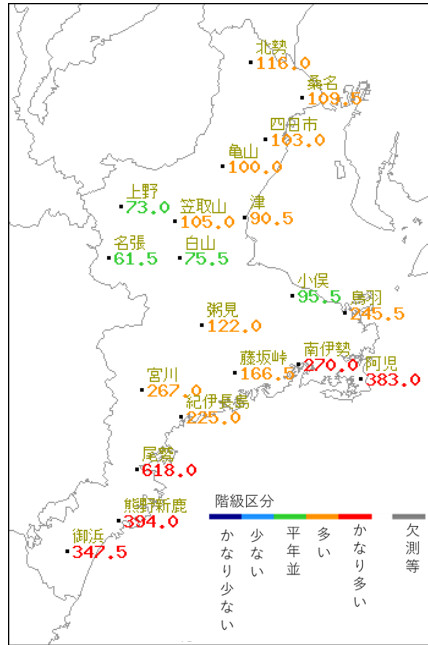 北勢
116.0
桑名
109.5
四日市
103.0
亀山
100.0
上野
73.0
笠取山
105.0
津
90.5
名張
61.5
白山
75.5
小俣
95.5
鳥羽
245.5
粥見
122.0
藤坂峠
166.5
南伊勢
270.0
阿児
383.0
宮川
267.0
紀伊長島
225.0
尾鷲
618.0
熊野新鹿
394.0
御浜
347.5
階級区分
かなり少ない
少ない
平年並
多い
かなり多い
欠測等